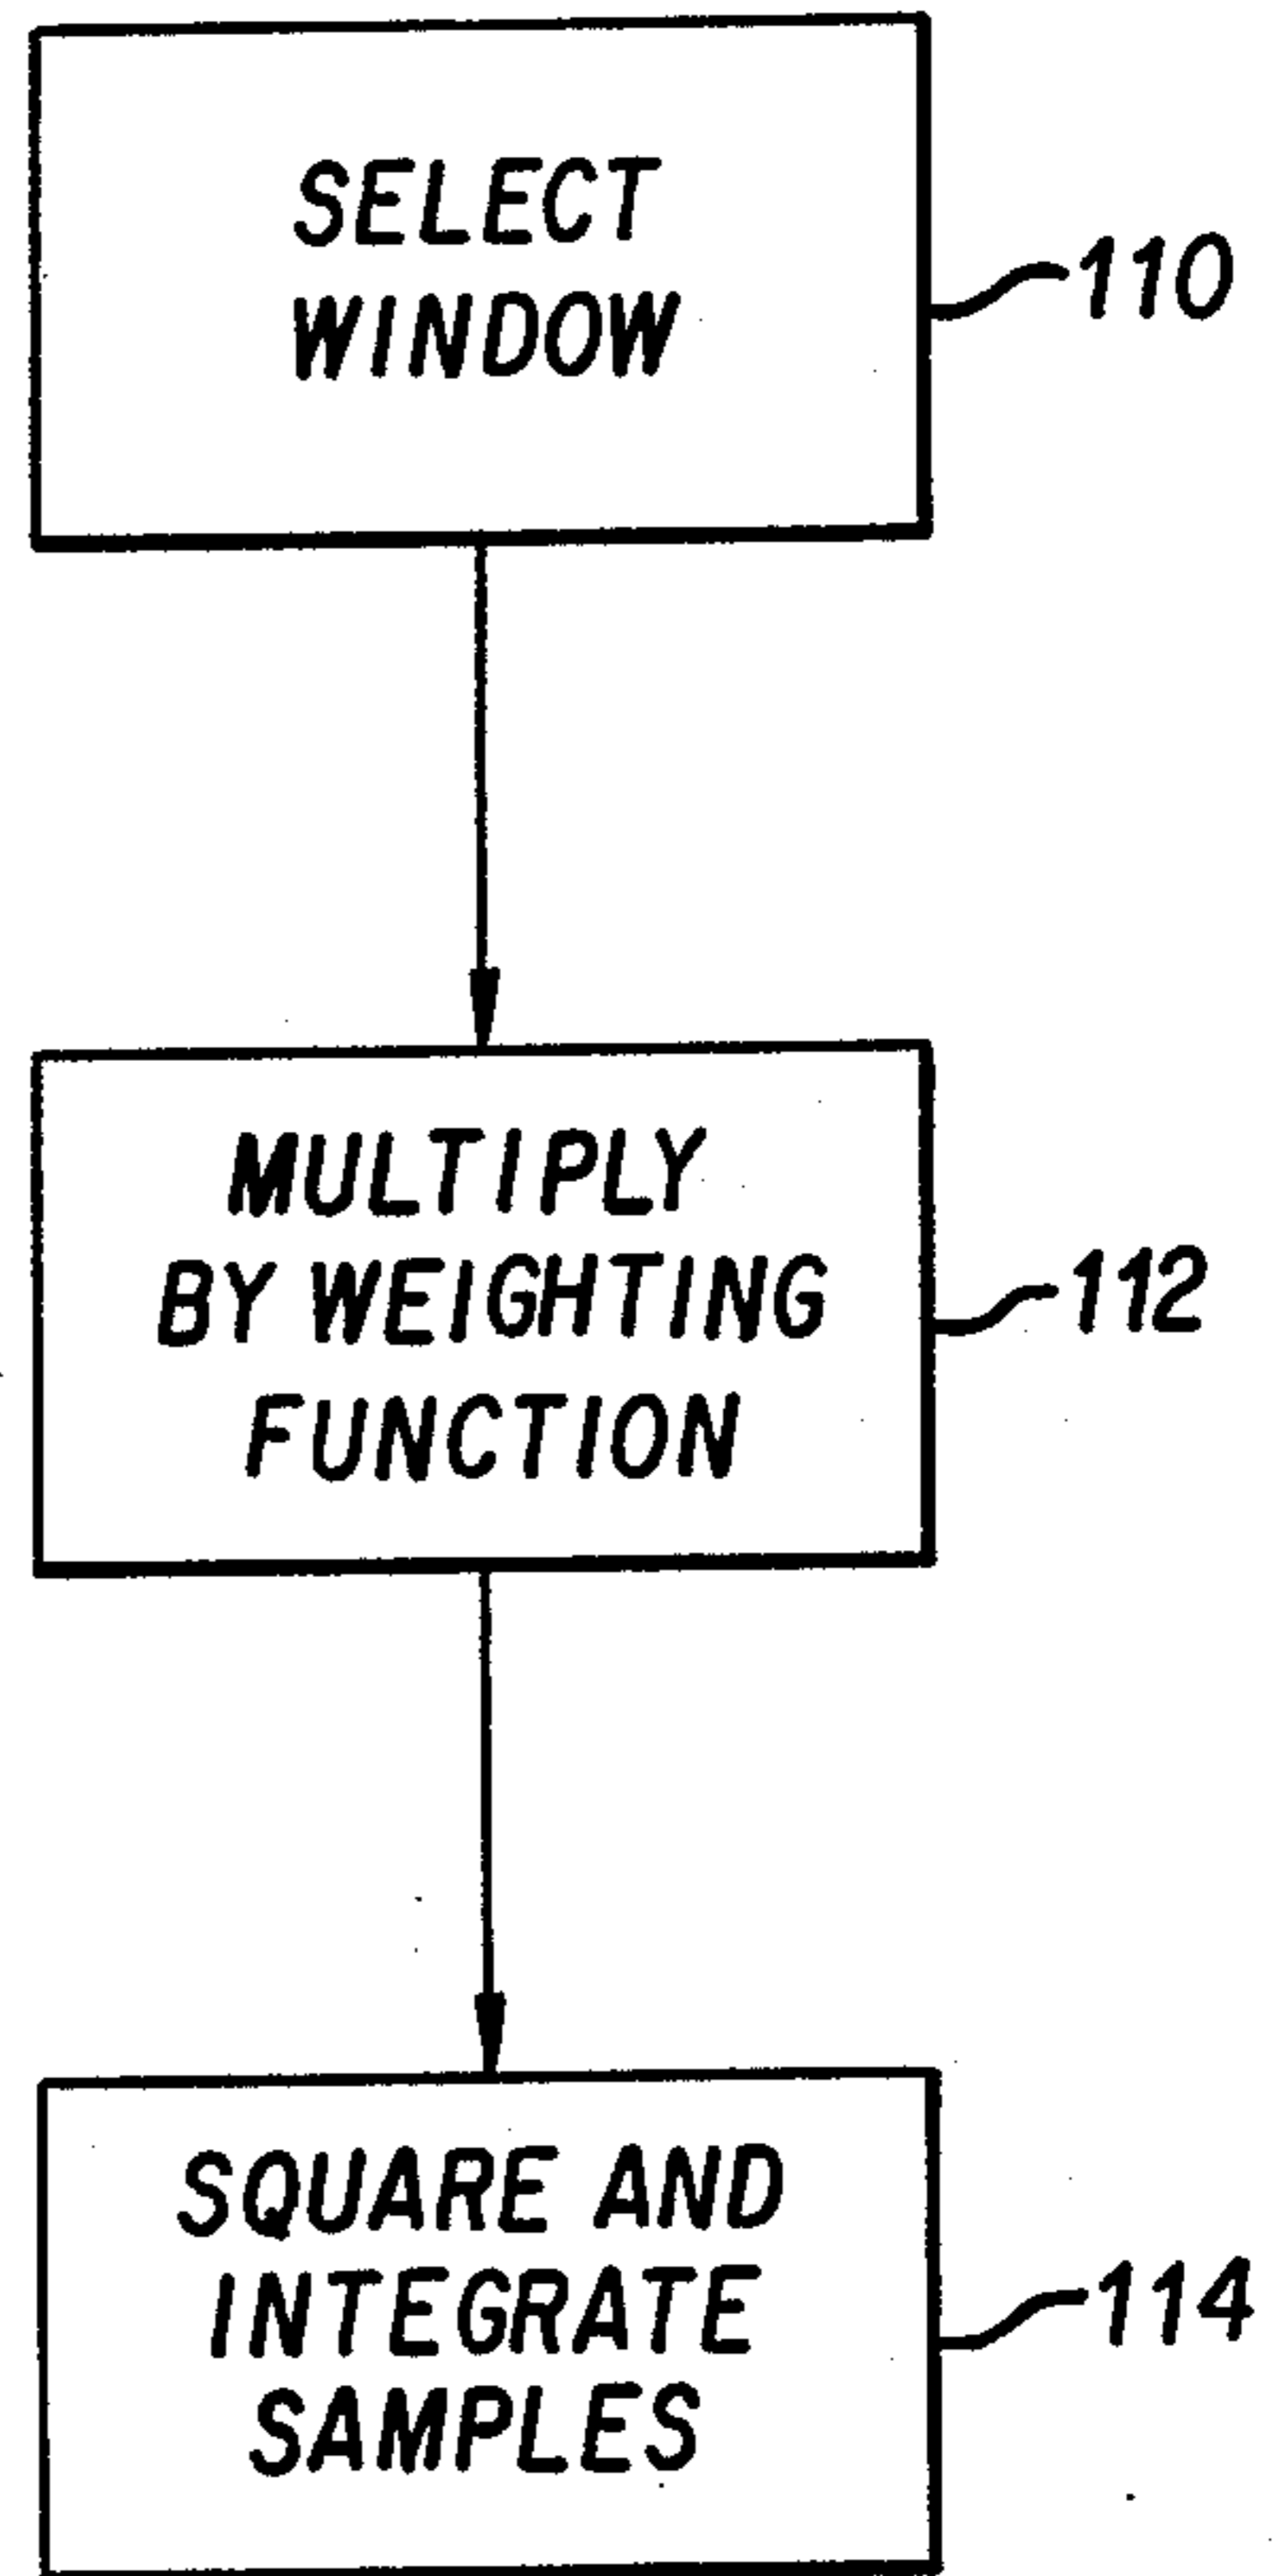 SELECT
WINDOW
110
MULTIPLY
BY WEIGHTING
FUNCTION
112
SQUARE AND
INTEGRATE
SAMPLES
114